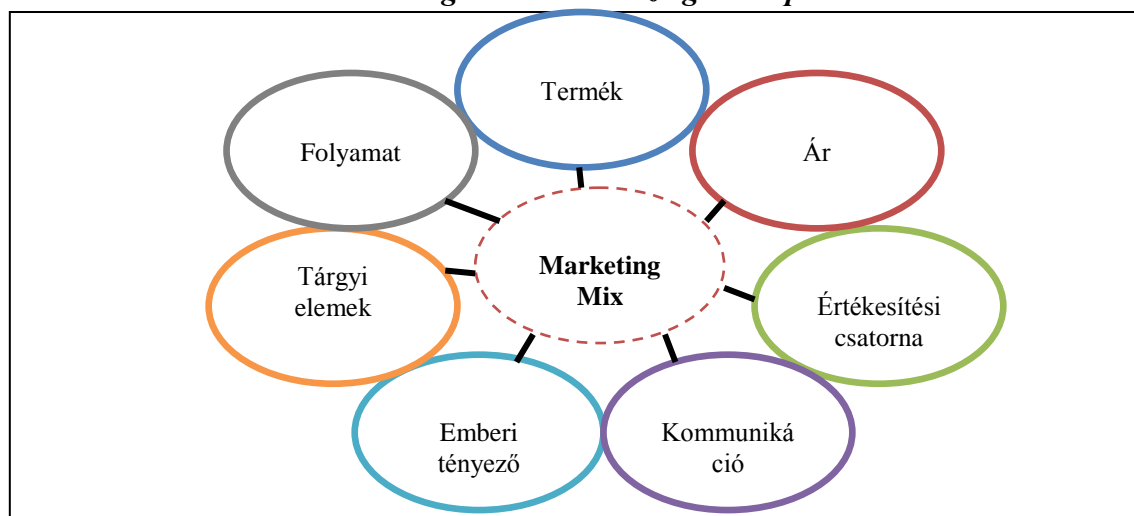 Termék
Folyamat
Ár
Marketing
Mix
Tárgyi
elemek
Értékesítési
csatorna
Emberi
tényező
Kommuniká
ció